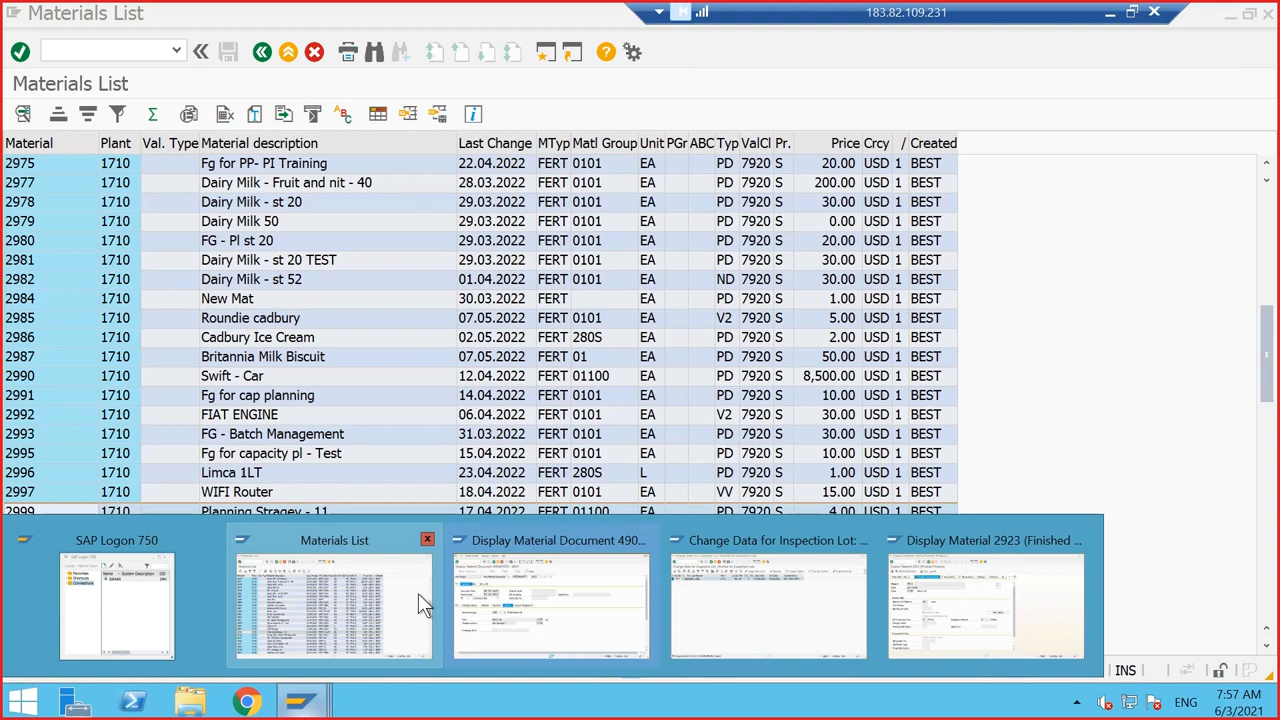 Materials List
183.82.109.231
Materials List
Material Plant Val. Type Material description Last Change MTyp Matl Group Unit PGr ABC Typ ValCl Pr. Price Crcy / Created
2975 1710 Fg for PP- PI Training 22.04.2022 FERT 0101 EA PD 7920 S 20.00 USD 1 BEST
2977 1710 Dairy Milk - Fruit and nit - 40 28.03.2022 FERT 0101 EA PD 7920 S 200.00 USD 1 BEST
2978 1710 Dairy Milk - st 20 29.03.2022 FERT 0101 EA PD 7920 S 30.00 USD 1 BEST
2979 1710 Dairy Milk 50 29.03.2022 FERT 0101 EA PD 7920 S 0.00 USD 1 BEST
2980 1710 FG - Pl st 20 29.03.2022 FERT 0101 EA PD 7920 S 20.00 USD 1 BEST
2981 1710 Dairy Milk - st 20 TEST 29.03.2022 FERT 0101 EA PD 7920 S 30.00 USD 1 BEST
2982 1710 Dairy Milk - st 52 01.04.2022 FERT 0101 EA ND 7920 S 30.00 USD 1 BEST
2984 1710 New Mat 30.03.2022 FERT EA PD 7920 S 1.00 USD 1 BEST
2985 1710 Roundie cadbury 07.05.2022 FERT 0101 EA V2 7920 S 5.00 USD 1 BEST
2986 1710 Cadbury Ice Cream 02.05.2022 FERT 280S EA PD 7920 S 2.00 USD 1 BEST
2987 1710 Britannia Milk Biscuit 07.05.2022 FERT 01 EA PD 7920 S 50.00 USD 1 BEST
2990 1710 Swift - Car 12.04.2022 FERT 01100 EA PD 7920 S 8,500.00 USD 1 BEST
2991 1710 Fg for cap planning 14.04.2022 FERT 0101 EA PD 7920 S 10.00 USD 1 BEST
2992 1710 FIAT ENGINE 06.04.2022 FERT 0101 EA V2 7920 S 30.00 USD 1 BEST
2993 1710 FG - Batch Management 31.03.2022 FERT 0101 EA PD 7920 S 30.00 USD 1 BEST
2995 1710 Fg for capacity pl - Test 15.04.2022 FERT 0101 EA PD 7920 S 10.00 USD 1 BEST
2996 1710 Limca 1LT 23.04.2022 FERT 280S L PD 7920 S 1.00 USD 1 BEST
2997 1710 WIFI Router 18.04.2022 FERT 0101 EA VV 7920 S 15.00 USD 1 BEST
2999 1710 Planning Stragey - 11 17.04.2022 FERT 0101 EA PD 7920 S 4.00 USD 1 BEST
SAP Logon 750 Materials List Display Material Document 490... Change Data for Inspection Lot: ... Display Material 2923 (Finished ...
INS
ENG
7:57 AM
6/3/2021